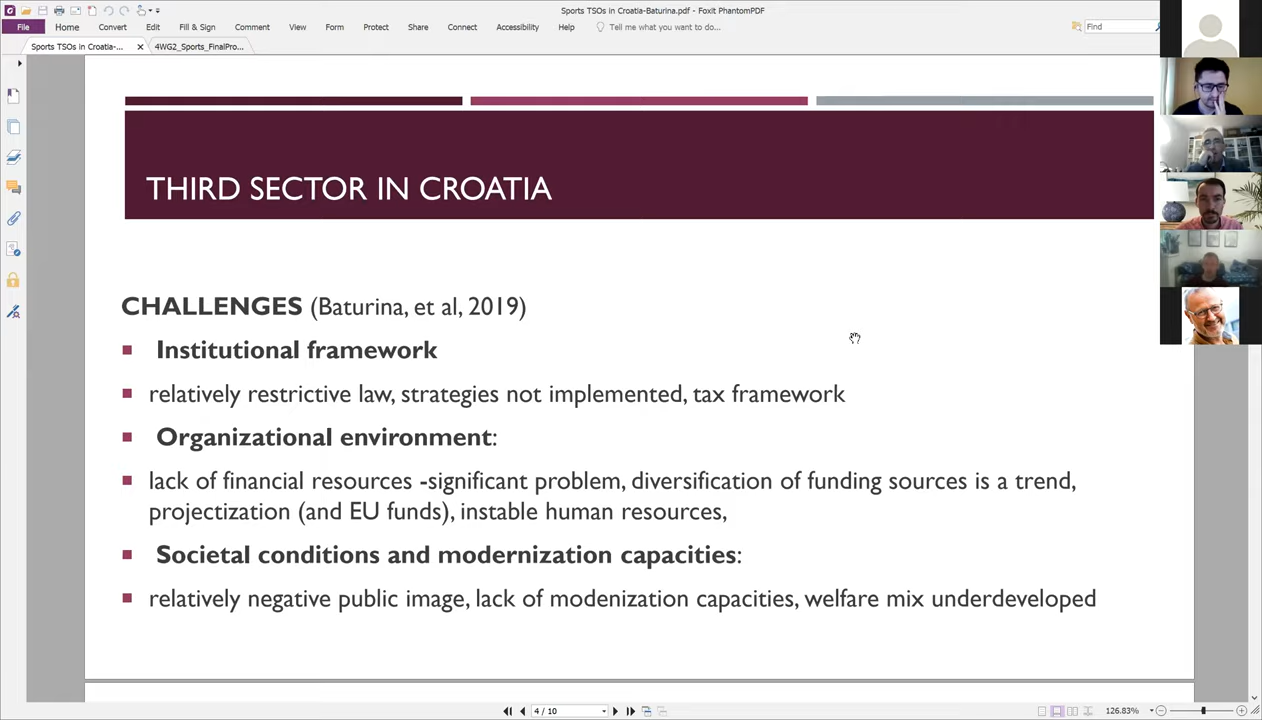 Sports TSOs in Croatia-Baturina.pdf - Foxit PhantomPDF
File Home Convert Edit Fill & Sign Comment View Form Protect Share Connect Accessibility Help Tell me what you want to do... Find
Sports TSOs in Croatia-... 4WG2_Sports_FinalPro...
THIRD SECTOR IN CROATIA
CHALLENGES (Baturina, et al, 2019)
Institutional framework
relatively restrictive law, strategies not implemented, tax framework
Organizational environment:
lack of financial resources -significant problem, diversification of funding sources is a trend,
projectization (and EU funds), instable human resources,
Societal conditions and modernization capacities:
relatively negative public image, lack of modenization capacities, welfare mix underdeveloped
4 / 10 126.83%